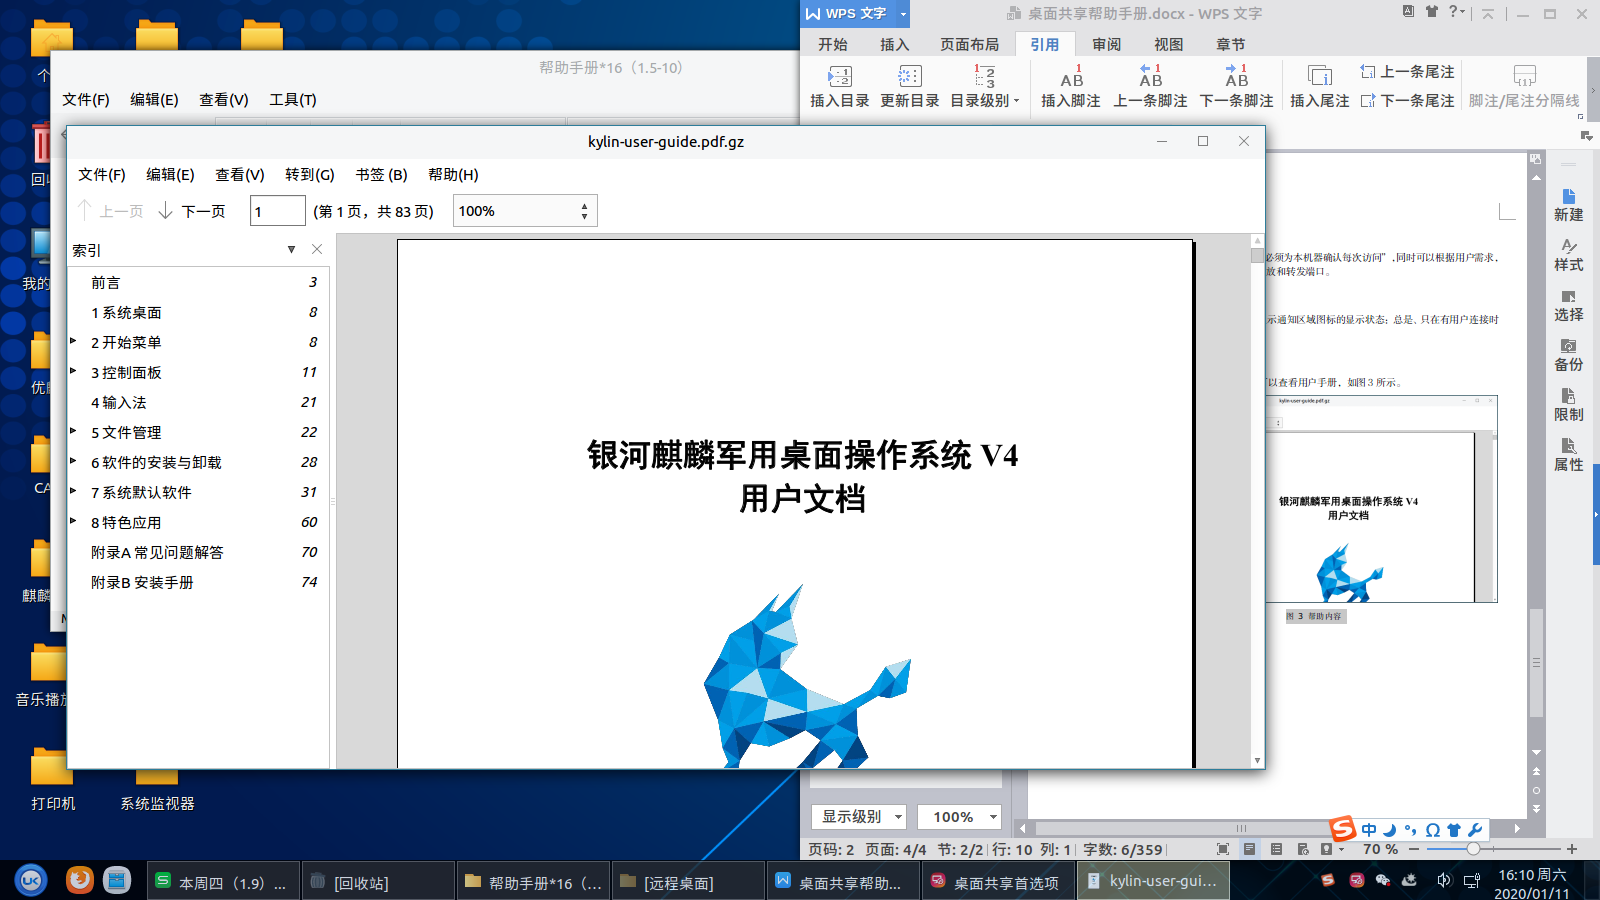 WPS 文字
桌面共享帮助手册.docx - WPS 文字
开始 插入 页面布局 引用 审阅 视图 章节
插入目录 更新目录 目录级别 插入脚注 上一条脚注 下一条脚注 插入尾注 上一条尾注
下一条尾注 脚注/尾注分隔线
帮助手册*16（1.5-10）
文件(F) 编辑(E) 查看(V) 工具(T)
kylin-user-guide.pdf.gz
文件(F) 编辑(E) 查看(V) 转到(G) 书签 (B) 帮助(H)
上一页 下一页 1 (第 1 页，共 83 页) 100%
索引
前言 3
1 系统桌面 8
2 开始菜单 8
3 控制面板 11
4 输入法 21
5 文件管理 22
6 软件的安装与卸载 28
7 系统默认软件 31
8 特色应用 60
附录A 常见问题解答 70
附录B 安装手册 74
银河麒麟军用桌面操作系统 V4
用户文档
必须为本机器确认每次访问”，同时可以根据用户需求，
放和转发端口。
示通知区域图标的显示状态：总是、只在有用户连接时
可以查看用户手册，如图 3 所示。
kylin-user-guide.pdf.gz
银河麒麟军用桌面操作系统 V4
用户文档
图 3 帮助内容
新建
样式
选择
备份
限制
属性
个
回收
我的
优麒
CA
麒麟
音乐播放
打印机
系统监视器
显示级别 100%
中
页码: 2 页面: 4/4 节: 2/2 行: 10 列: 1 字数: 6/359 70 %
本周四（1.9）...
[回收站]
帮助手册*16（...
[远程桌面]
桌面共享帮助...
桌面共享首选项
kylin-user-gui...
16:10 周六
2020/01/11